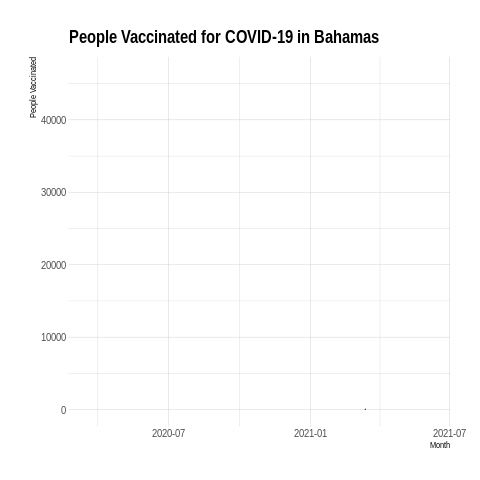 People Vaccinated for COVID-19 in Bahamas
People Vaccinated
40000
30000
20000
10000
0
2020-07 2021-01 2021-07
Month